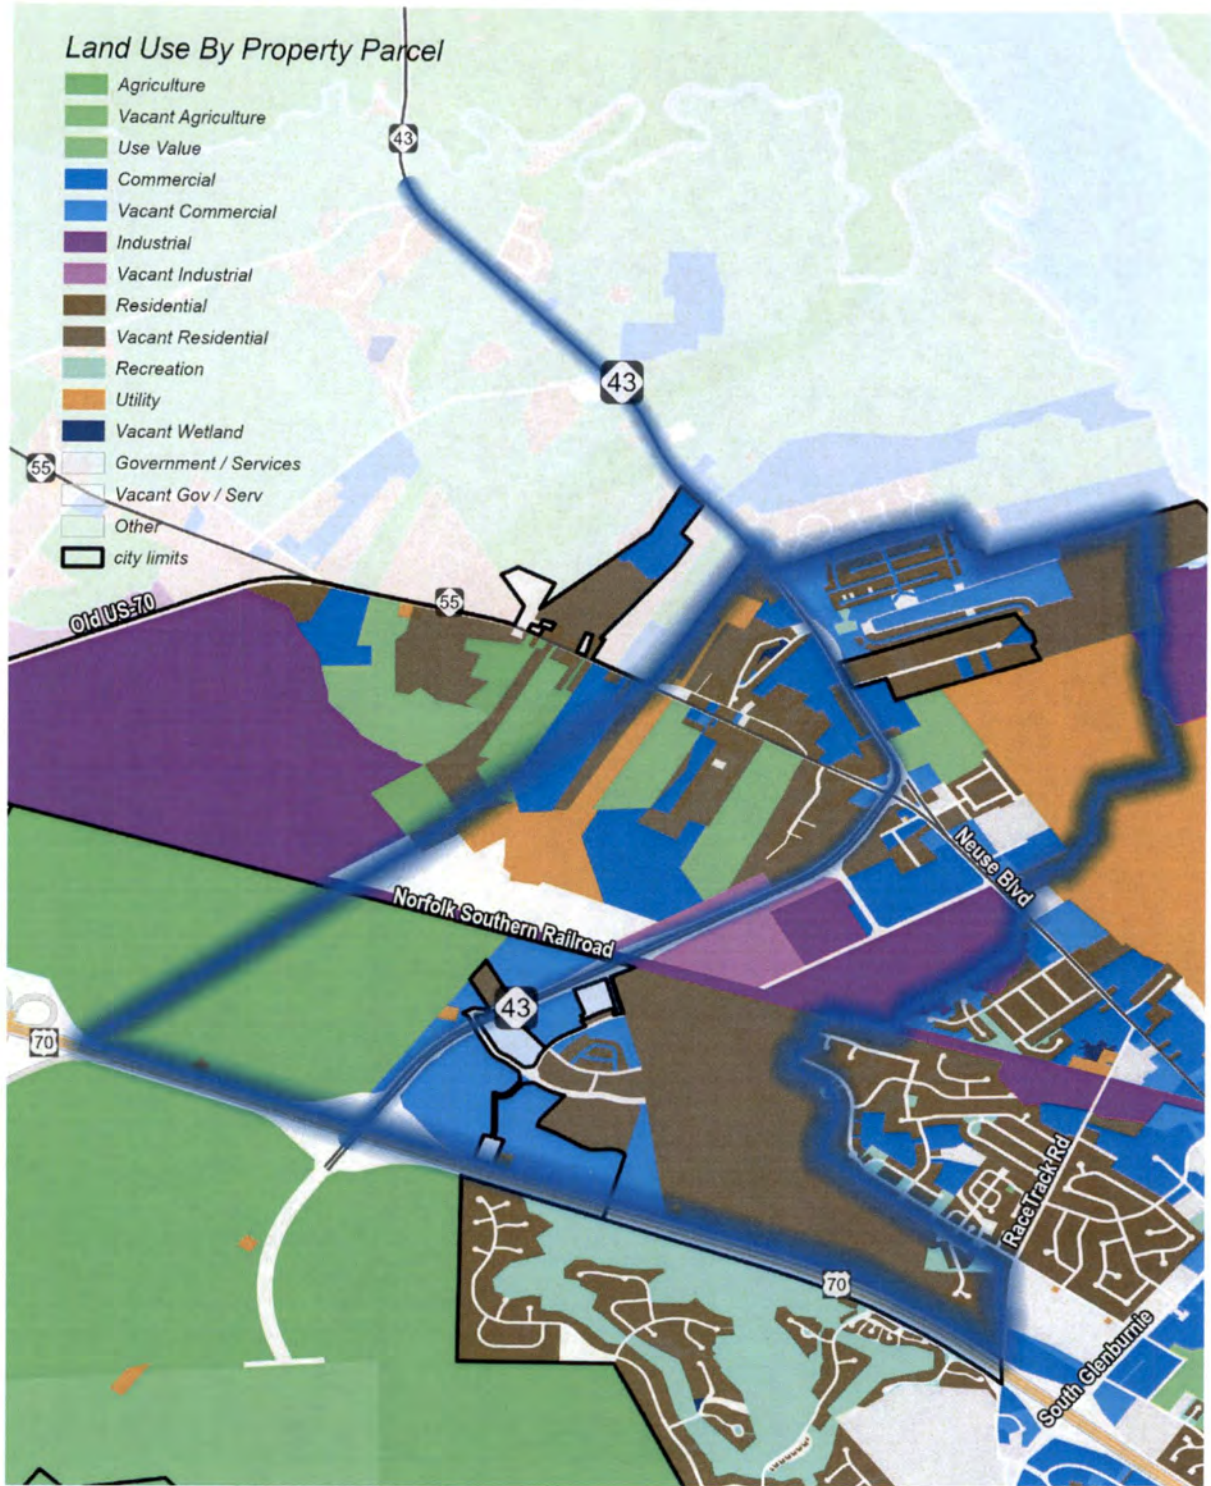 Land Use By Property Parcel
Agriculture
Vacant Agriculture
Use Value
Commercial
Vacant Commercial
Industrial
Vacant Industrial
Residential
Vacant Residential
Recreation
Utility
Vacant Wetland
Government / Services
Vacant Gov / Serv
Other
city limits
43
43
55
Old US-70
55
Neuse Blvd
Norfolk Southern Railroad
43
70
RaceTrack Rd
70
South Glenburnie